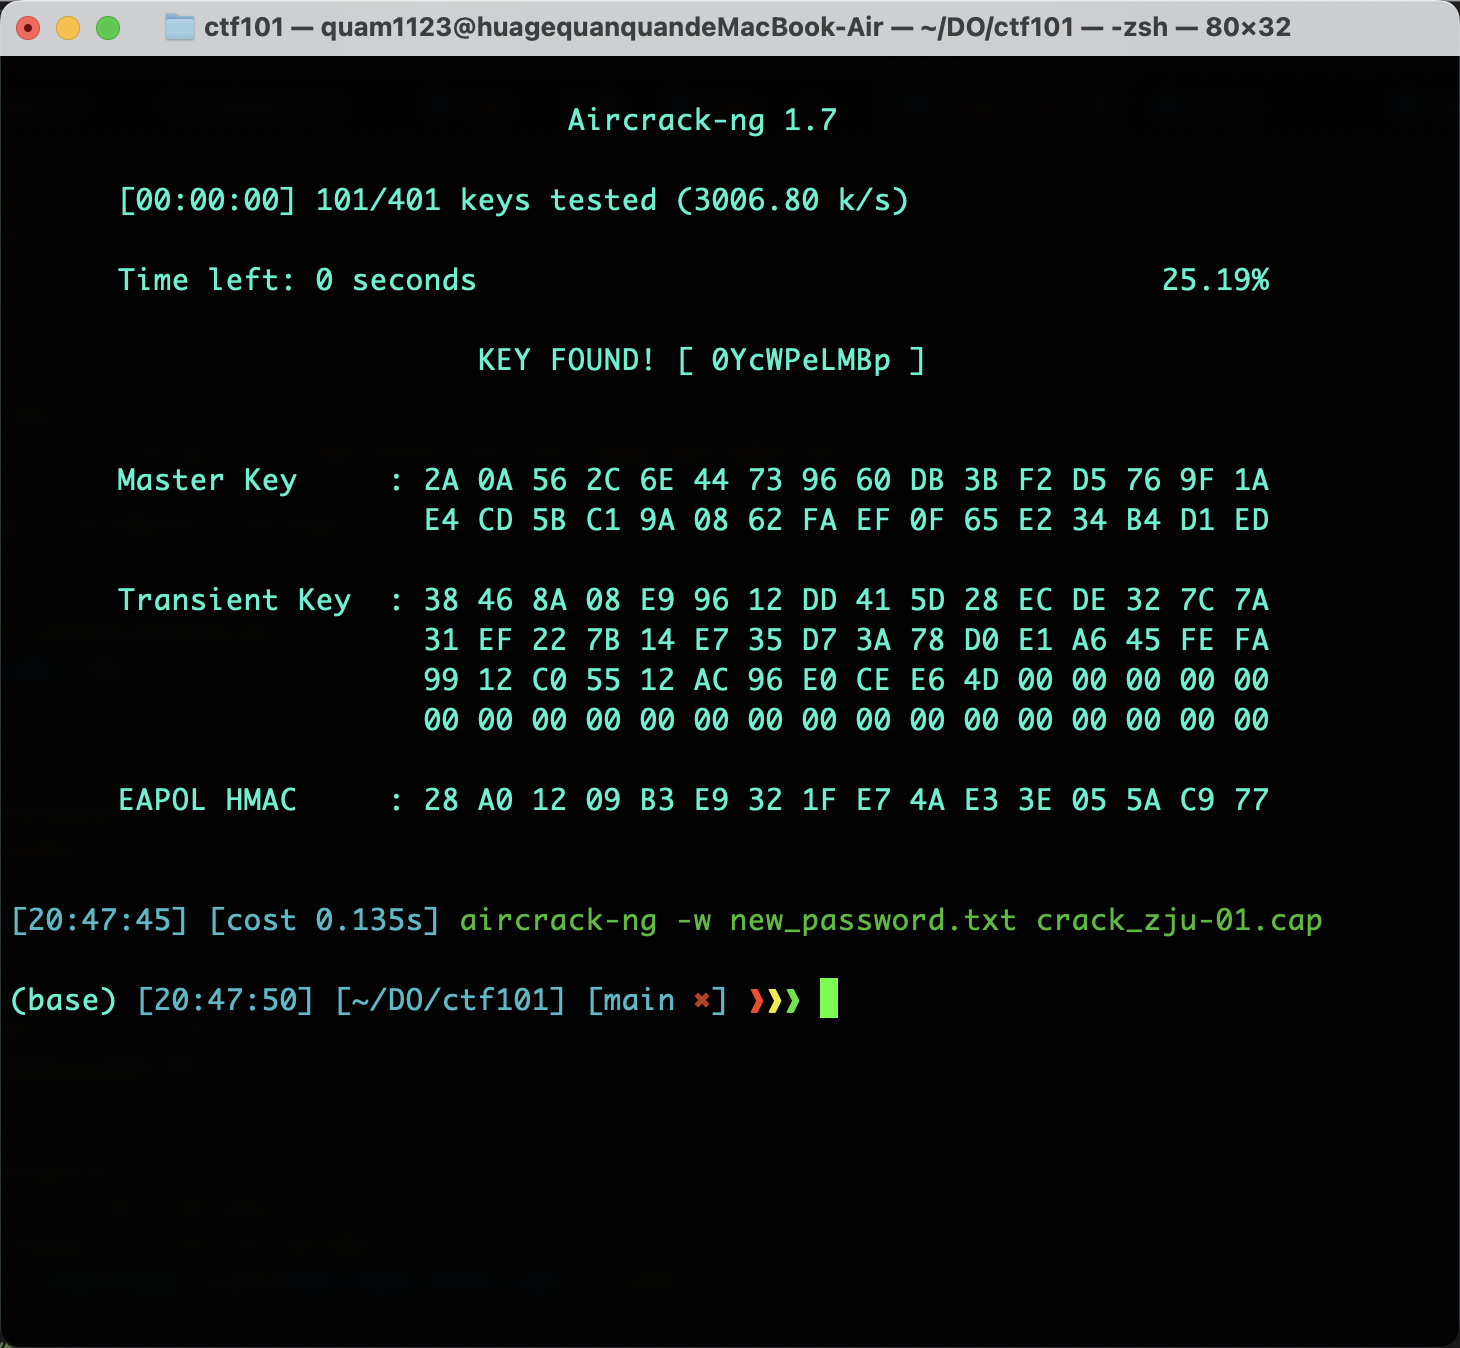 ctf101 — quam1123@huagequanquandeMacBook-Air — ~/DO/ctf101 — -zsh — 80×32
Aircrack-ng 1.7
[00:00:00] 101/401 keys tested (3006.80 k/s)
Time left: 0 seconds 25.19%
KEY FOUND! [ 0YcWPeLMBp ]
Master Key : 2A 0A 56 2C 6E 44 73 96 60 DB 3B F2 D5 76 9F 1A
E4 CD 5B C1 9A 08 62 FA EF 0F 65 E2 34 B4 D1 ED
Transient Key : 38 46 8A 08 E9 96 12 DD 41 5D 28 EC DE 32 7C 7A
31 EF 22 7B 14 E7 35 D7 3A 78 D0 E1 A6 45 FE FA
99 12 C0 55 12 AC 96 E0 CE E6 4D 00 00 00 00 00
00 00 00 00 00 00 00 00 00 00 00 00 00 00 00 00
EAPOL HMAC : 28 A0 12 09 B3 E9 32 1F E7 4A E3 3E 05 5A C9 77
[20:47:45] [cost 0.135s] aircrack-ng -w new_password.txt crack_zju-01.cap
(base) [20:47:50] [~/DO/ctf101] [main ✖] ❱❱❱